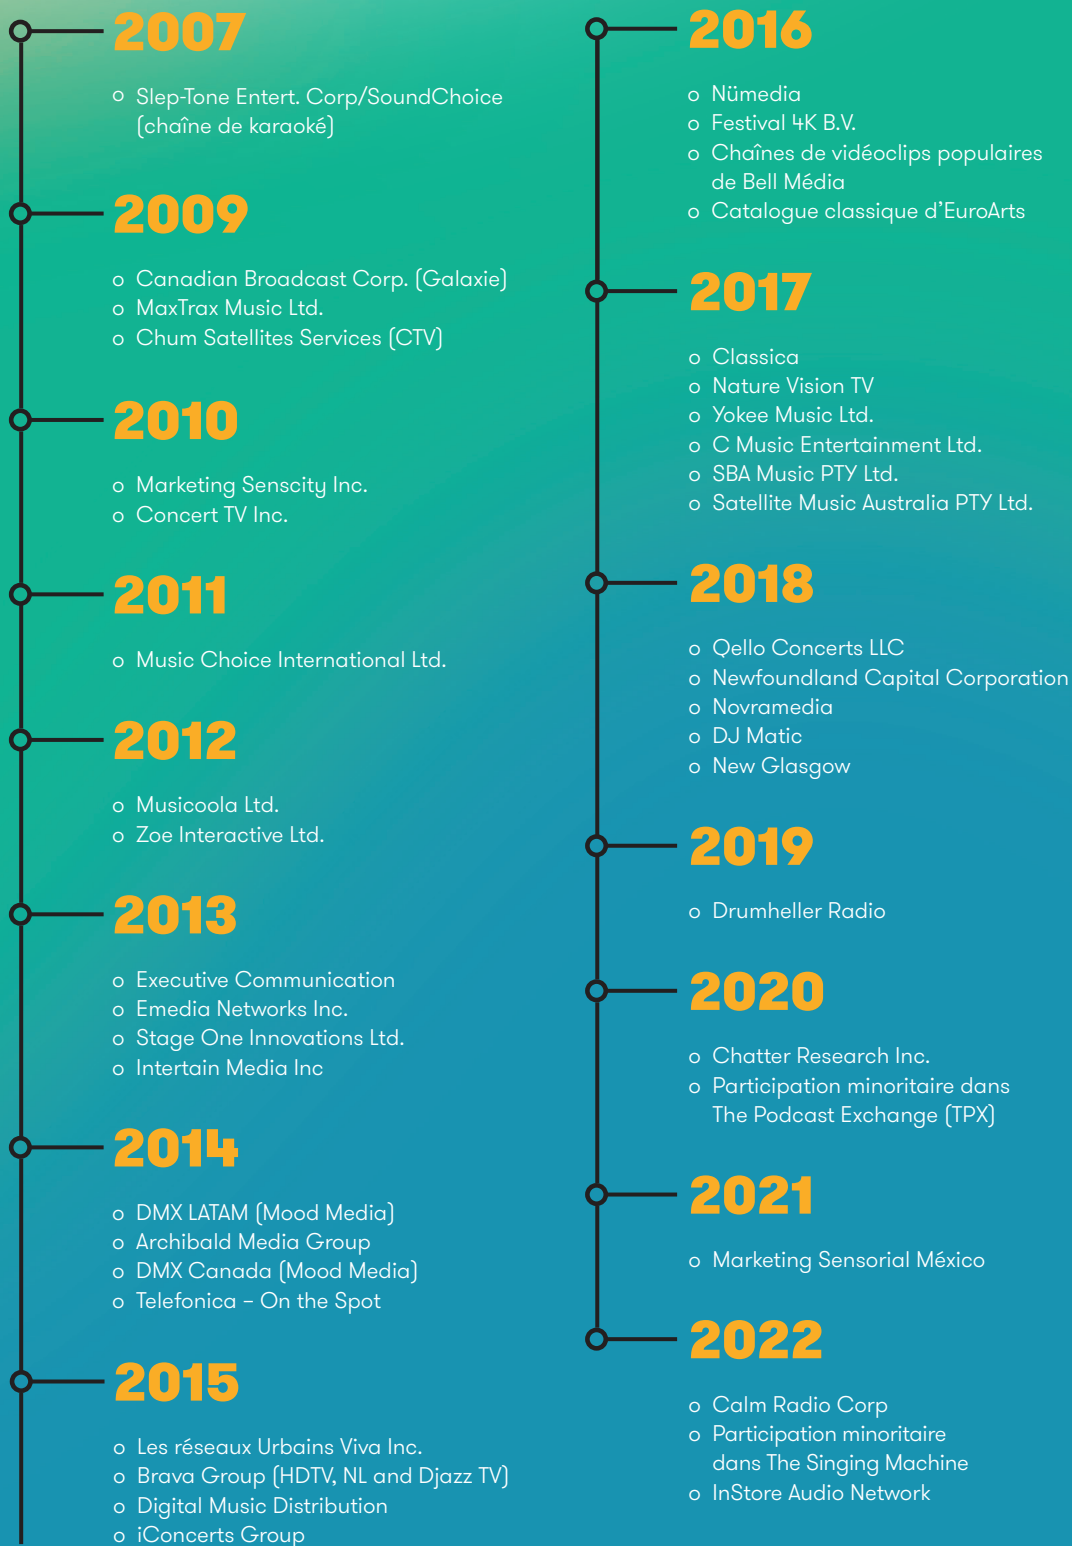 2007
o Slep-Tone Entert. Corp/SoundChoice
(chaîne de karaoké)
2009
o Canadian Broadcast Corp. (Galaxie)
o MaxTrax Music Ltd.
o Chum Satellites Services (CTV)
2010
o Marketing Senscity Inc.
o Concert TV Inc.
2011
o Music Choice International Ltd.
2012
o Musicoola Ltd.
o Zoe Interactive Ltd.
2013
o Executive Communication
o Emedia Networks Inc.
o Stage One Innovations Ltd.
o Intertain Media Inc
2014
o DMX LATAM (Mood Media)
o Archibald Media Group
o DMX Canada (Mood Media)
o Telefonica – On the Spot
2015
o Les réseaux Urbains Viva Inc.
o Brava Group (HDTV, NL and Djazz TV)
o Digital Music Distribution
o iConcerts Group
2016
o Nümedia
o Festival 4K B.V.
o Chaînes de vidéoclips populaires
de Bell Média
o Catalogue classique d'EuroArts
2017
o Classica
o Nature Vision TV
o Yokee Music Ltd.
o C Music Entertainment Ltd.
o SBA Music PTY Ltd.
o Satellite Music Australia PTY Ltd.
2018
o Qello Concerts LLC
o Newfoundland Capital Corporation
o Novramedia
o DJ Matic
o New Glasgow
2019
o Drumheller Radio
2020
o Chatter Research Inc.
o Participation minoritaire dans
The Podcast Exchange (TPX)
2021
o Marketing Sensorial México
2022
o Calm Radio Corp
o Participation minoritaire
dans The Singing Machine
o InStore Audio Network